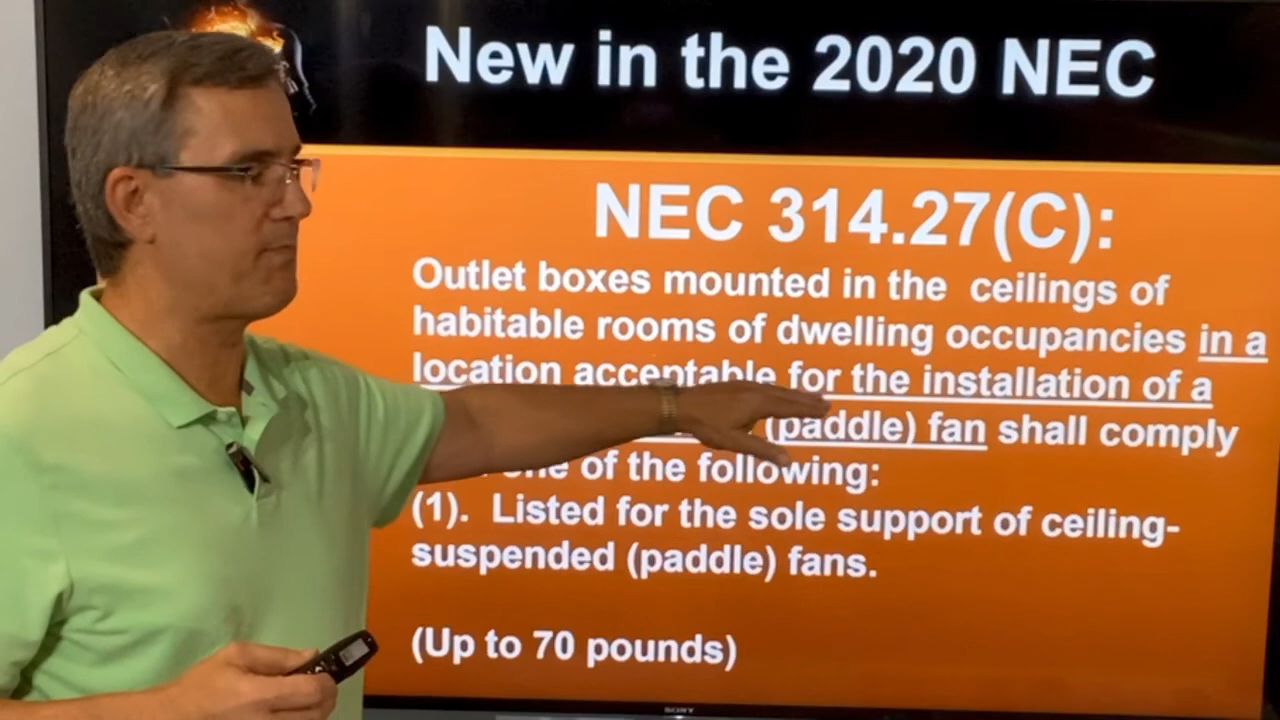 New in the 2020 NEC
NEC 314.27(C):
Outlet boxes mounted in the ceilings of
habitable rooms of dwelling occupancies in a
location acceptable for the installation of a
(paddle) fan shall comply
one of the following:
(1). Listed for the sole support of ceiling-
suspended (paddle) fans.
(Up to 70 pounds)
SONY